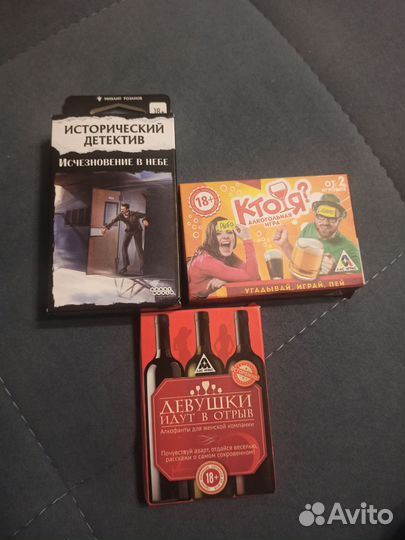 МИХАИЛ РОЗАНОВ
18+
ИСТОРИЧЕСКИЙ
ДЕТЕКТИВ
ИСЧЕЗНОВЕНИЕ В НЕБЕ
18+
КТО Я?
АЛКОГОЛЬНАЯ
ИГРА
ОТ 2
УГАДЫВАЙ, ИГРАЙ, ПЕЙ
ДЕВУШКИ
ИДУТ В ОТРЫВ
Алкофанты для женской компании
Почувствуй азарт, отдайся веселью,
расскажи о самом сокровенном!
18+
Avito